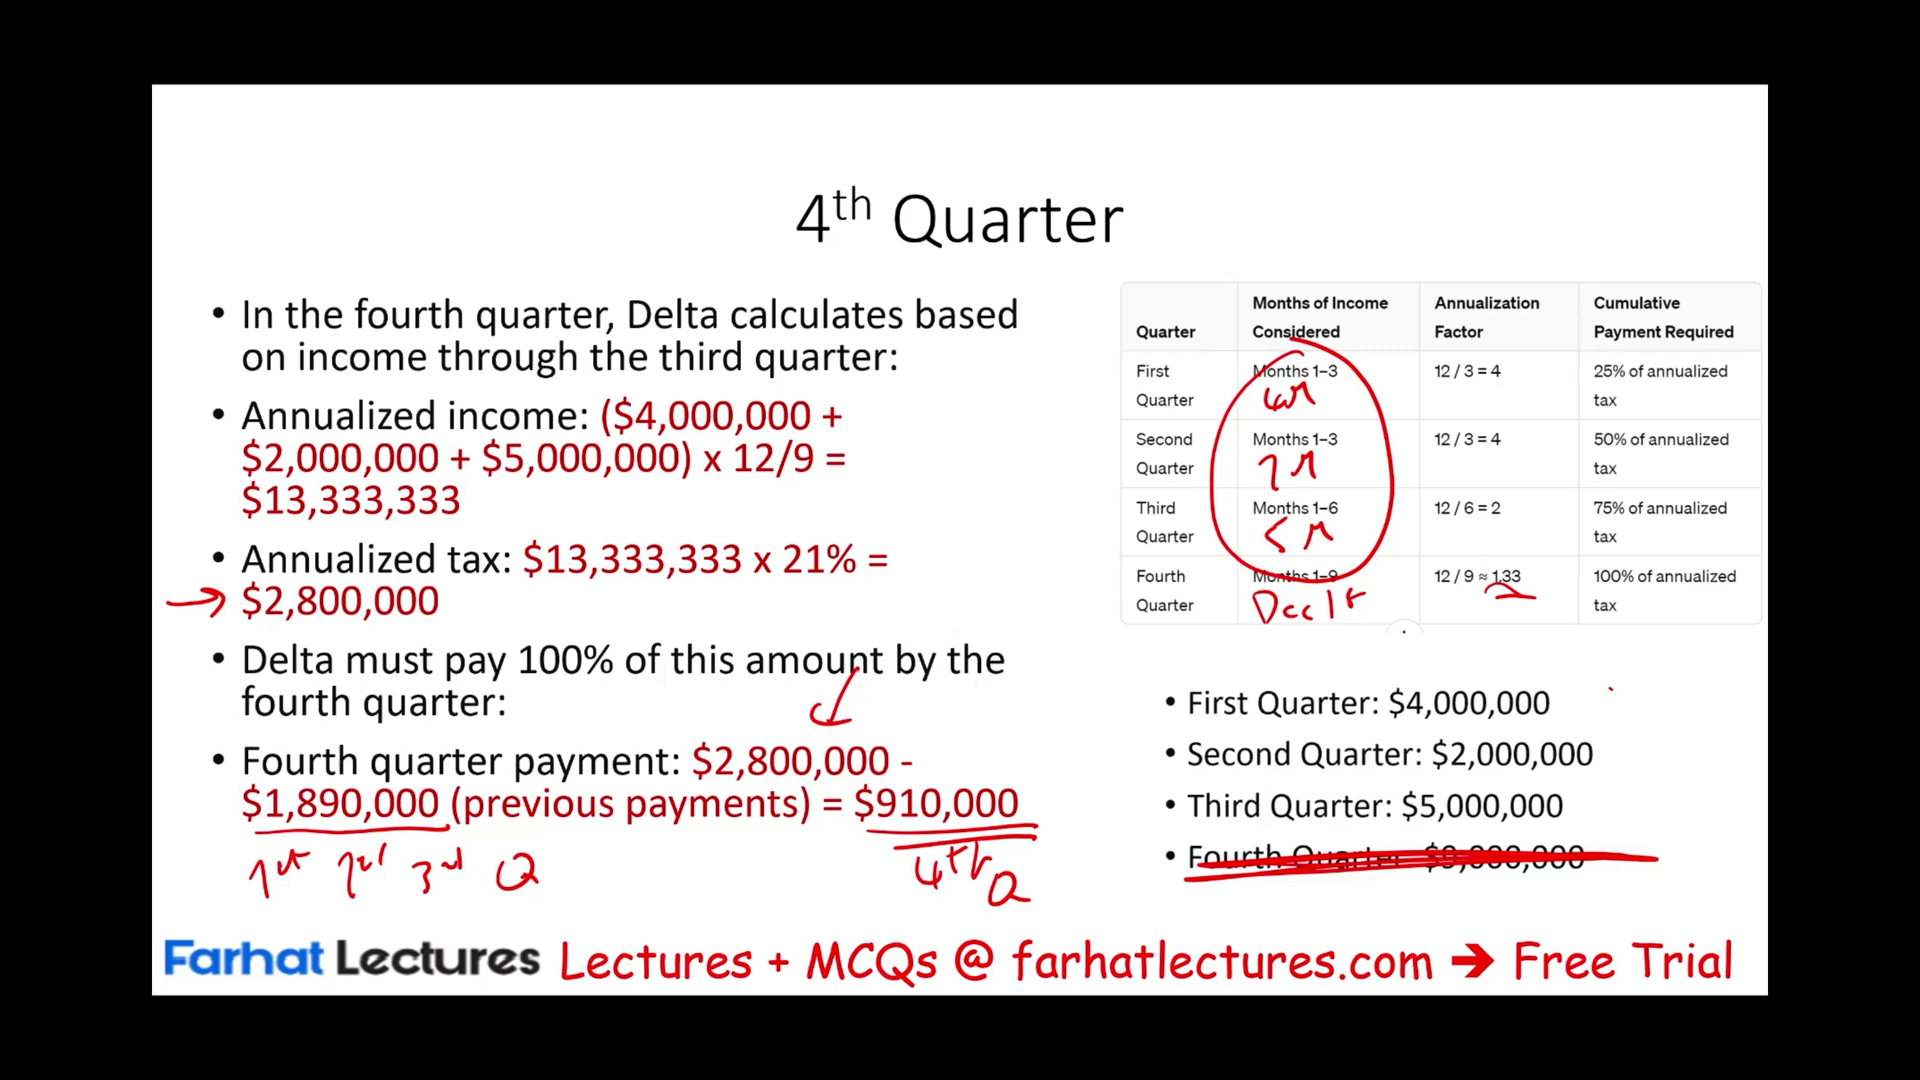 4th Quarter
• In the fourth quarter, Delta calculates based
on income through the third quarter:
• Annualized income: ($4,000,000 +
$2,000,000 + $5,000,000) x 12/9 =
$13,333,333
• Annualized tax: $13,333,333 x 21% =
$2,800,000
• Delta must pay 100% of this amount by the
fourth quarter:
• Fourth quarter payment: $2,800,000 -
$1,890,000 (previous payments) = $910,000
Q
4th Q
Quarter Months of Income Considered Annualization Factor Cumulative Payment Required
First Quarter Months 1–3 12 / 3 = 4 25% of annualized tax
Second Quarter Months 1–3 12 / 3 = 4 50% of annualized tax
Third Quarter Months 1–6 12 / 6 = 2 75% of annualized tax
Fourth Quarter Months 1–9 12 / 9 ≈ 1.33 100% of annualized tax
Dec
• First Quarter: $4,000,000
• Second Quarter: $2,000,000
• Third Quarter: $5,000,000
• Fourth Quarter:
Farhat Lectures Lectures + MCQs @ farhatlectures.com → Free Trial